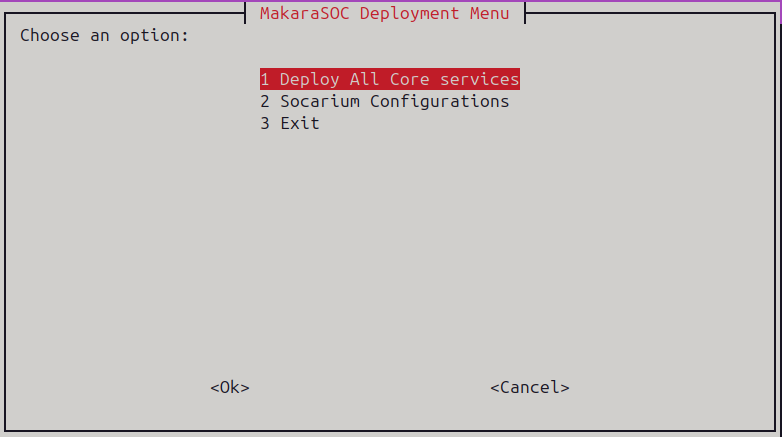 MakaraSOC Deployment Menu
Choose an option:
1 Deploy All Core services
2 Socarium Configurations
3 Exit
<Ok> <Cancel>